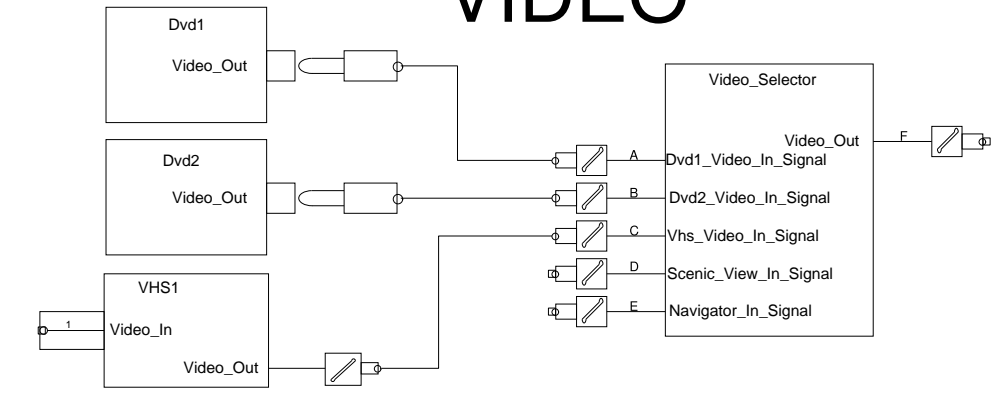 VIDEO
Dvd1
Video_Out
Dvd2
Video_Out
VHS1
1
Video_In
Video_Out
Video_Selector
Video_Out
F
A
Dvd1_Video_In_Signal
B
Dvd2_Video_In_Signal
C
Vhs_Video_In_Signal
D
Scenic_View_In_Signal
E
Navigator_In_Signal